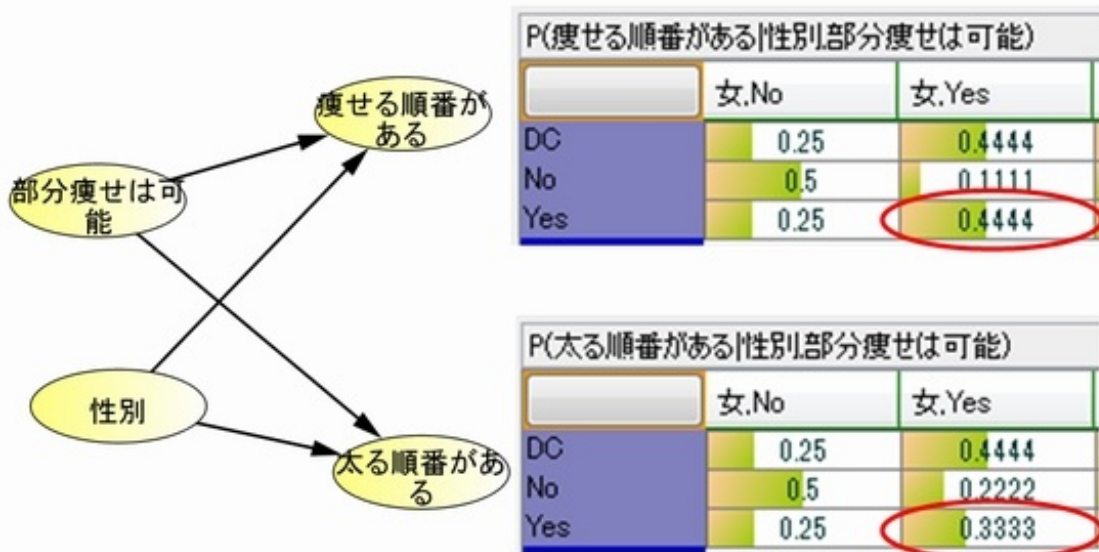 痩せる順番が
ある
部分痩せは可
能
性別
太る順番があ
る
P(痩せる順番がある|性別,部分痩せは可能)
女,No 女,Yes
DC 0.25 0.4444
No 0.5 0.1111
Yes 0.25 0.4444
P(太る順番がある|性別,部分痩せは可能)
女,No 女,Yes
DC 0.25 0.4444
No 0.5 0.2222
Yes 0.25 0.3333